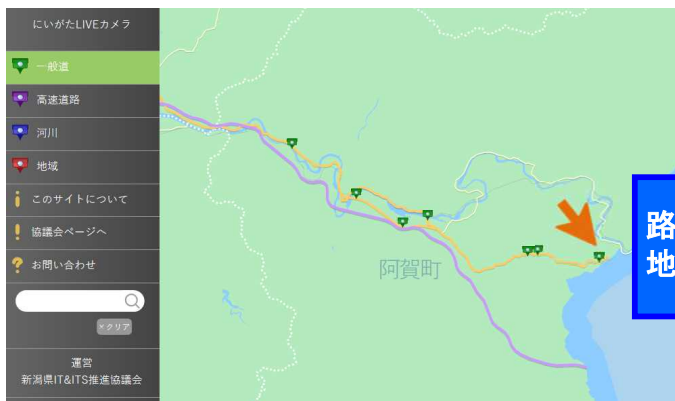 にいがたLIVEカメラ
一般道
高速道路
河川
地域
このサイトについて
協議会ページへ
お問い合わせ
×クリア
運営
新潟県IT&ITS推進協議会
阿賀町
路
地